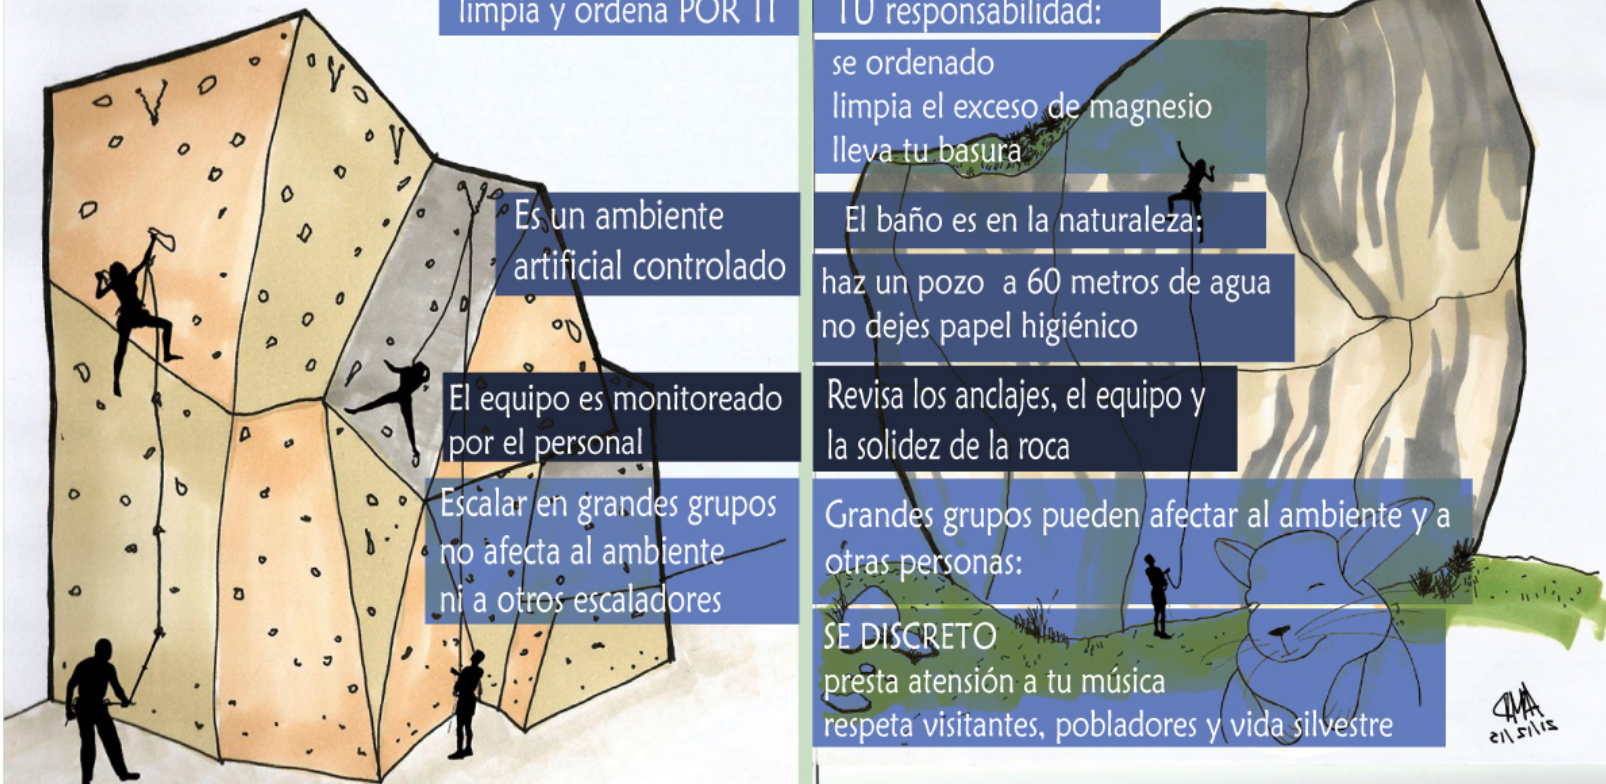 limpia y ordena POR TI
Es un ambiente
artificial controlado
El equipo es monitoreado
por el personal
Escalar en grandes grupos
no afecta al ambiente
ni a otros escaladores
TU responsabilidad:
se ordenado
limpia el exceso de magnesio
lleva tu basura
El baño es en la naturaleza:
haz un pozo a 60 metros de agua
no dejes papel higiénico
Revisa los anclajes, el equipo y
la solidez de la roca
Grandes grupos pueden afectar al ambiente y a
otras personas:
SE DISCRETO
presta atención a tu música
respeta visitantes, pobladores y vida silvestre